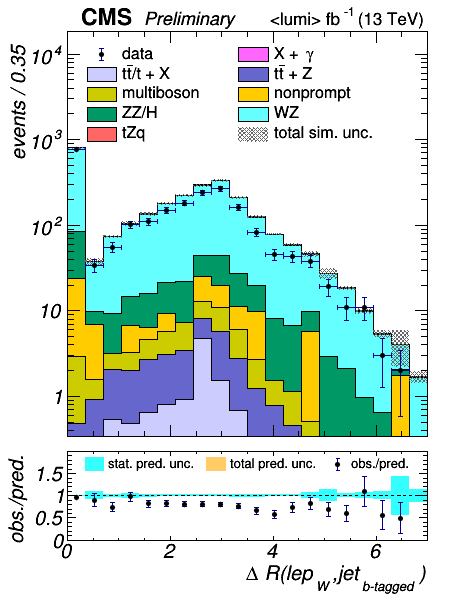 CMS Preliminary <lumi> fb⁻¹ (13 TeV)
events / 0.35
10⁴
10³
10²
10
1
data
X + γ
tt̄/t + X
tt̄ + Z
multiboson
nonprompt
ZZ/H
WZ
tZq
total sim. unc.
obs./pred.
1.5
1
0.5
0
stat. pred. unc.
total pred. unc.
obs./pred.
0 2 4 6
Δ R(lep_W, jet_b-tagged)